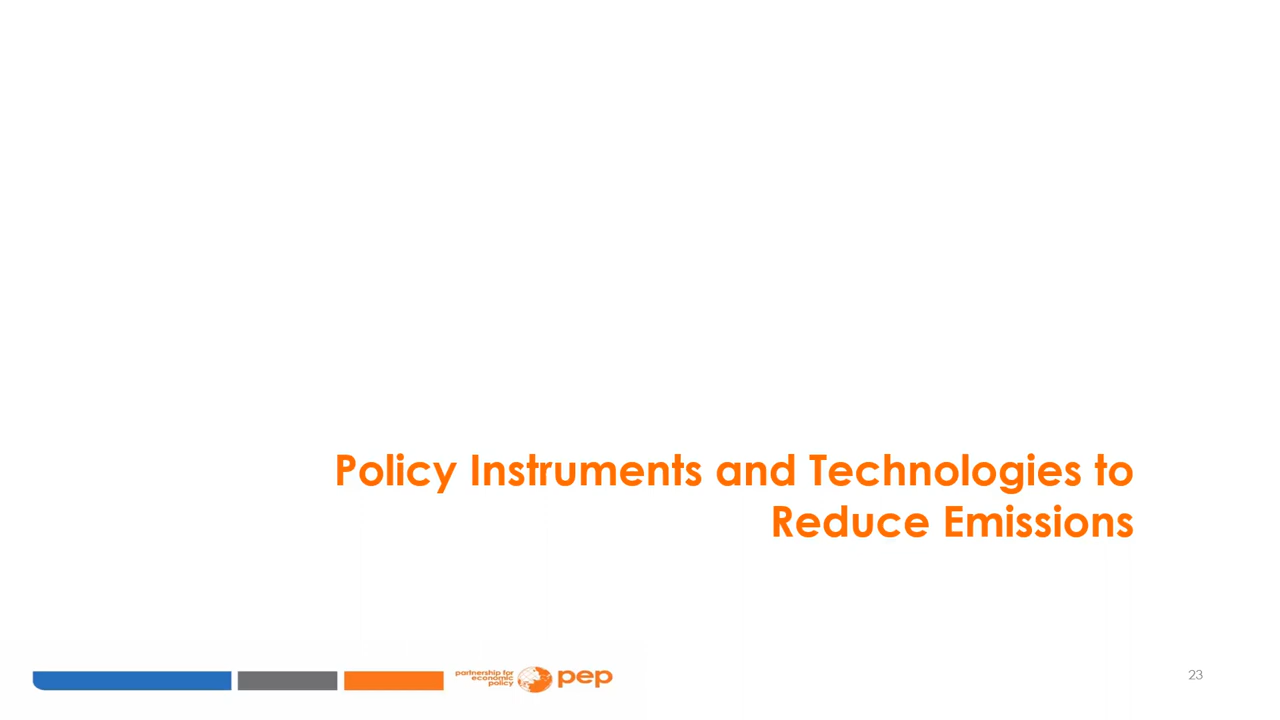 Policy Instruments and Technologies to
Reduce Emissions
partnership for
economic
policy
pep
23